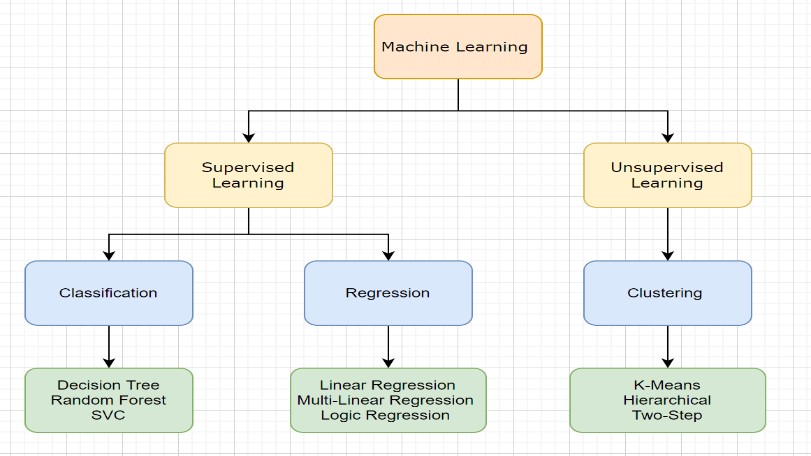 Machine Learning
Supervised
Learning
Unsupervised
Learning
Classification
Regression
Clustering
Decision Tree
Random Forest
SVC
Linear Regression
Multi-Linear Regression
Logic Regression
K-Means
Hierarchical
Two-Step